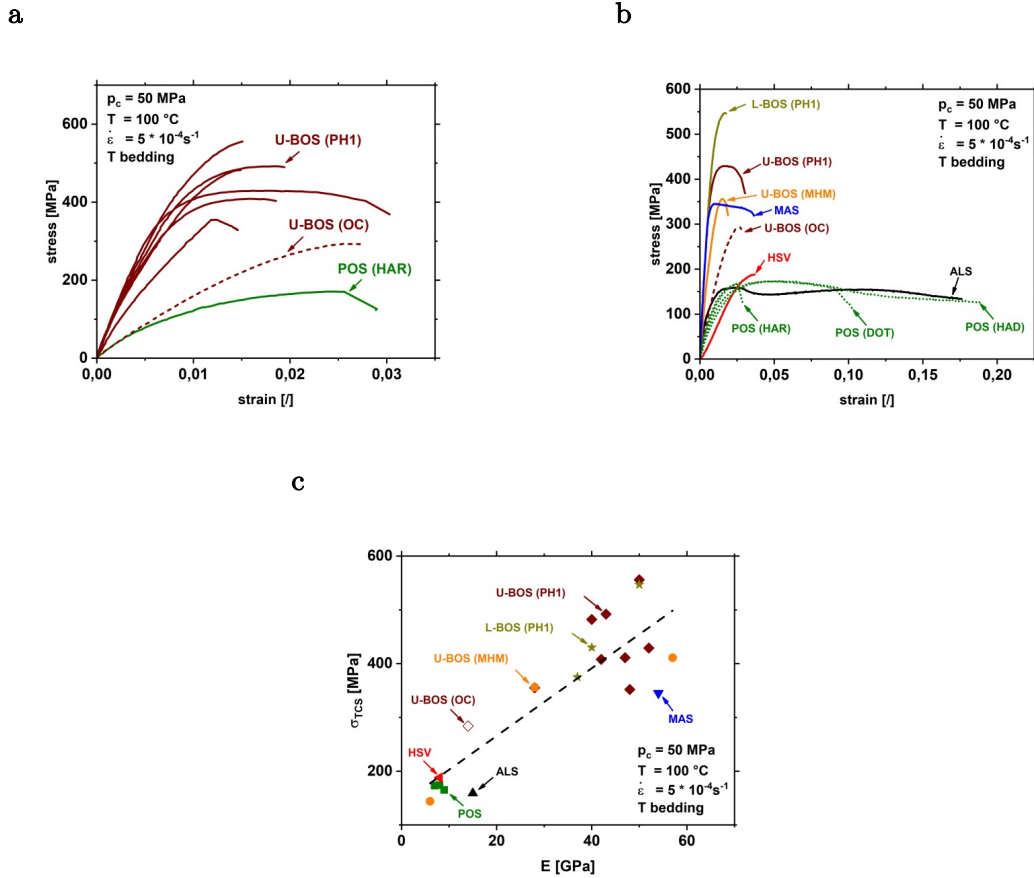 a
b
p_c = 50 MPa
T = 100 °C
ε̇ = 5 * 10⁻⁴s⁻¹
T bedding
U-BOS (PH1)
U-BOS (OC)
POS (HAR)
600
400
200
0
0,00
0,01
0,02
0,03
stress [MPa]
strain [/]
p_c = 50 MPa
T = 100 °C
ε̇ = 5 * 10⁻⁴s⁻¹
T bedding
L-BOS (PH1)
U-BOS (PH1)
U-BOS (MHM)
MAS
U-BOS (OC)
HSV
ALS
POS (HAR)
POS (DOT)
POS (HAD)
600
500
400
300
200
100
0
0,00
0,05
0,10
0,15
0,20
stress [MPa]
strain [/]
c
600
400
200
0
20
40
60
σ_TCS [MPa]
E [GPa]
U-BOS (PH1)
L-BOS (PH1)
U-BOS (MHM)
U-BOS (OC)
HSV
ALS
POS
MAS
p_c = 50 MPa
T = 100 °C
ε̇ = 5 * 10⁻⁴s⁻¹
T bedding